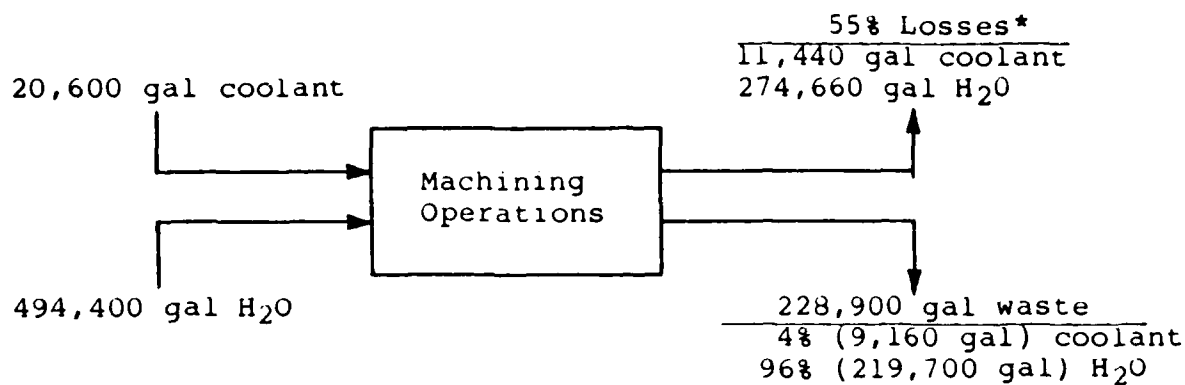 55% Losses*
11,440 gal coolant
274,660 gal H₂O
20,600 gal coolant
Machining
Operations
494,400 gal H₂O
228,900 gal waste
4% (9,160 gal) coolant
96% (219,700 gal) H₂O